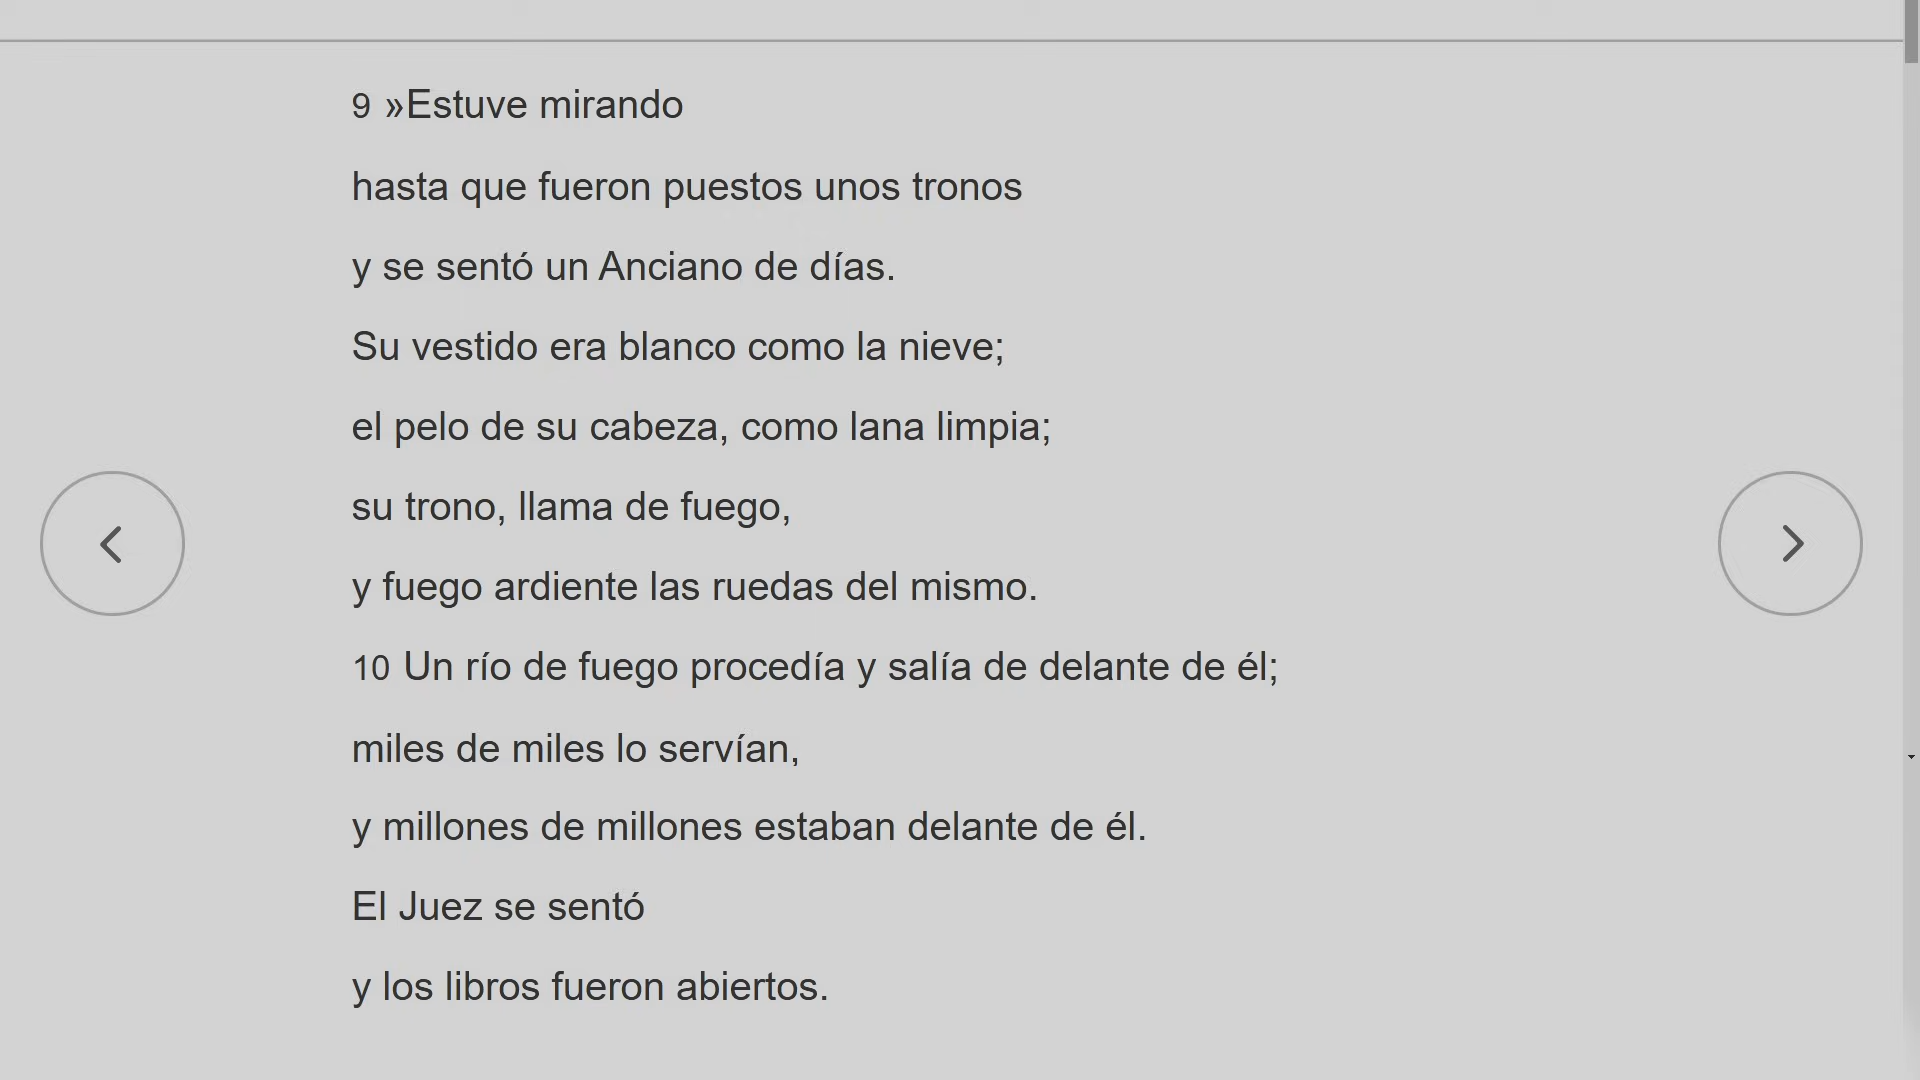 9 »Estuve mirando
hasta que fueron puestos unos tronos
y se sentó un Anciano de días.
Su vestido era blanco como la nieve;
el pelo de su cabeza, como lana limpia;
su trono, llama de fuego,
y fuego ardiente las ruedas del mismo.
10 Un río de fuego procedía y salía de delante de él;
miles de miles lo servían,
y millones de millones estaban delante de él.
El Juez se sentó
y los libros fueron abiertos.